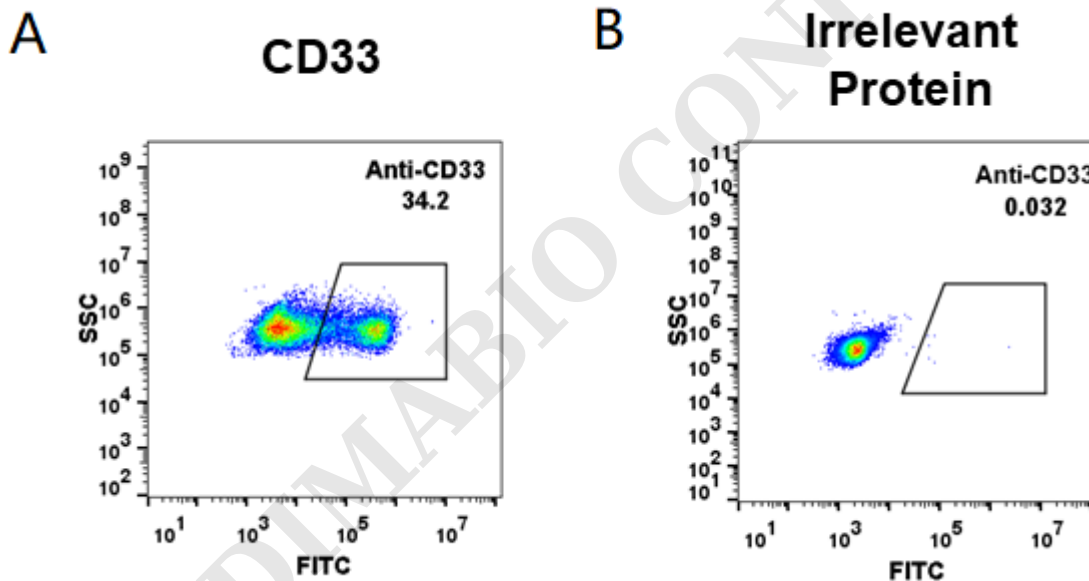 A
CD33
Anti-CD33
34.2
10^9
10^8
10^7
10^6
10^5
10^4
10^3
10^2
SSC
10^1 10^3 10^5 10^7
FITC
B
Irrelevant
Protein
Anti-CD33
0.032
10^11
10^10
10^9
10^8
10^7
10^6
10^5
10^4
10^3
10^2
10^1
SSC
10^1 10^3 10^5 10^7
FITC
DIMABIO CON